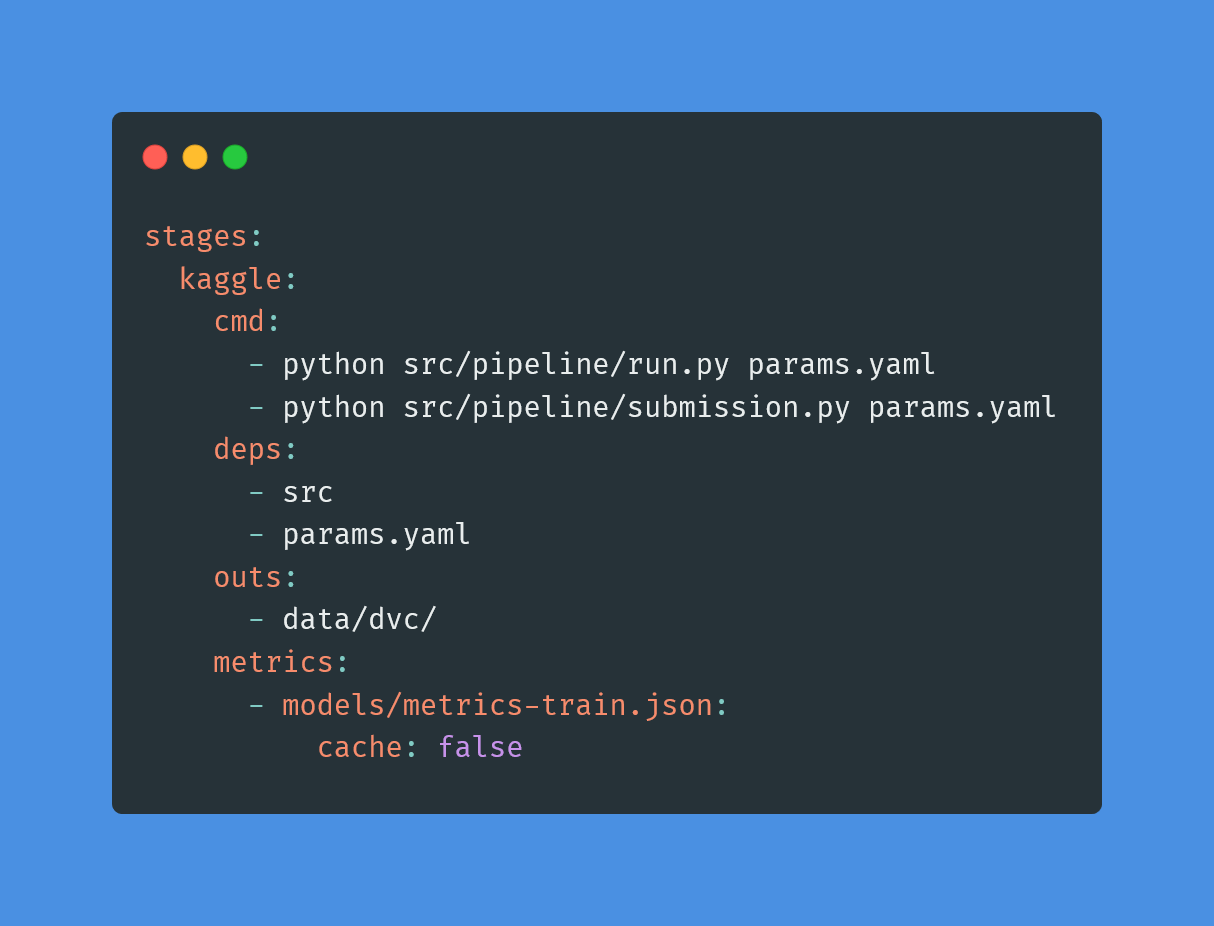 stages:
  kaggle:
    cmd:
      - python src/pipeline/run.py params.yaml
      - python src/pipeline/submission.py params.yaml
    deps:
      - src
      - params.yaml
    outs:
      - data/dvc/
    metrics:
      - models/metrics-train.json:
          cache: false